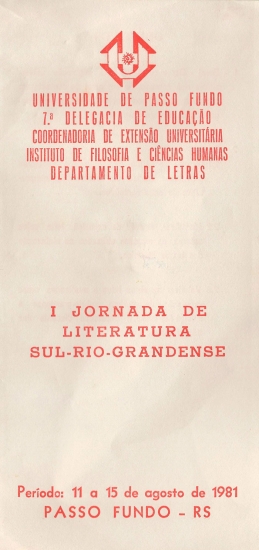 UNIVERSIDADE DE PASSO FUNDO
7.ª DELEGACIA DE EDUCAÇÃO
COORDENADORIA DE EXTENSÃO UNIVERSITÁRIA
INSTITUTO DE FILOSOFIA E CIÊNCIAS HUMANAS
DEPARTAMENTO DE LETRAS
I JORNADA DE
LITERATURA
SUL-RIO-GRANDENSE
Período: 11 a 15 de agosto de 1981
PASSO FUNDO - RS